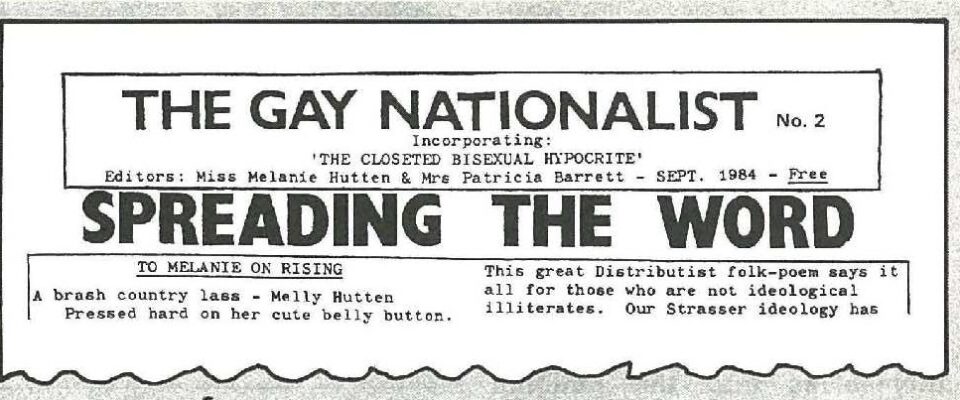 THE GAY NATIONALIST No. 2
Incorporating:
'THE CLOSETED BISEXUAL HYPOCRITE'
Editors: Miss Melanie Hutten & Mrs Patricia Barrett - SEPT. 1984 - Free
SPREADING THE WORD
TO MELANIE ON RISING
A brash country lass - Melly Hutten
Pressed hard on her cute belly button.
This great Distributist folk-poem says it
all for those who are not ideological
illiterates. Our Strasser ideology has